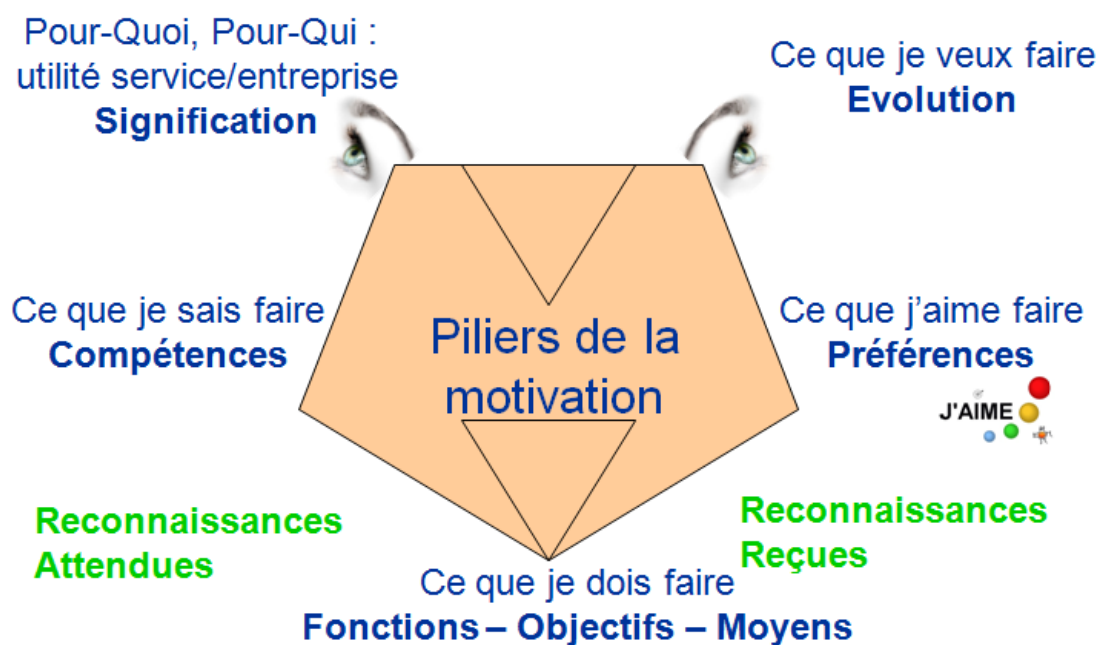 Pour-Quoi, Pour-Qui :
utilité service/entreprise
Signification
Ce que je veux faire
Evolution
Ce que je sais faire
Compétences
Piliers de la
motivation
Ce que j'aime faire
Préférences
J'AIME
Reconnaissances
Attendues
Reconnaissances
Reçues
Ce que je dois faire
Fonctions – Objectifs – Moyens